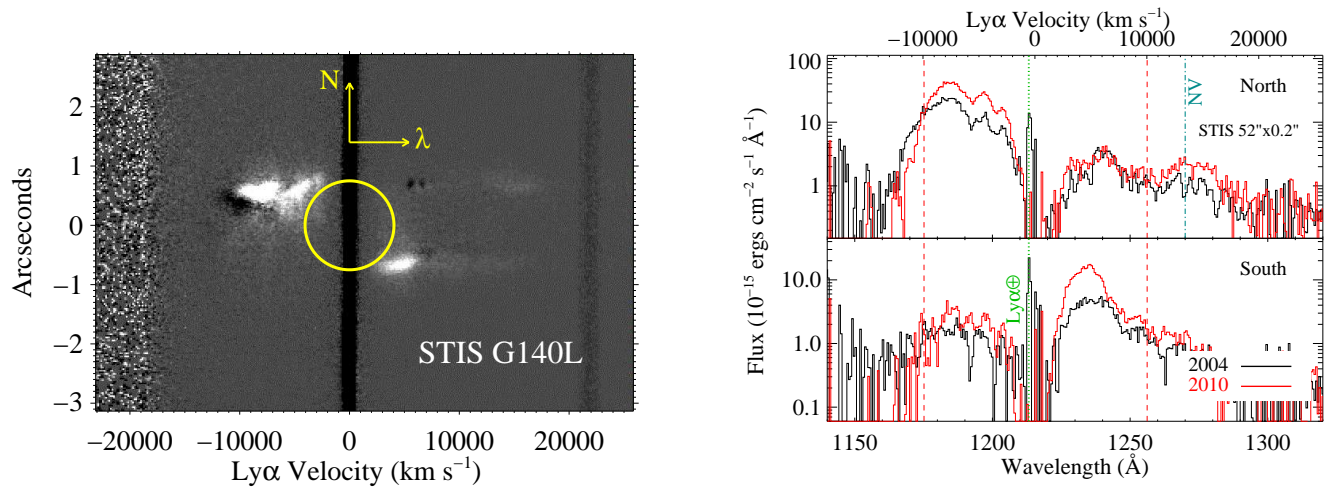 N
λ
STIS G140L
Arcseconds
2
1
0
−1
−2
−3
−20000 −10000 0 10000 20000
Lyα Velocity (km s⁻¹)
Lyα Velocity (km s⁻¹)
−10000 0 10000 20000
100
10
1
North
STIS 52"x0.2"
NV
Flux (10⁻¹⁵ ergs cm⁻² s⁻¹ Å⁻¹)
South
Lyα⊕
10.0
1.0
0.1
2004
2010
1150 1200 1250 1300
Wavelength (Å)